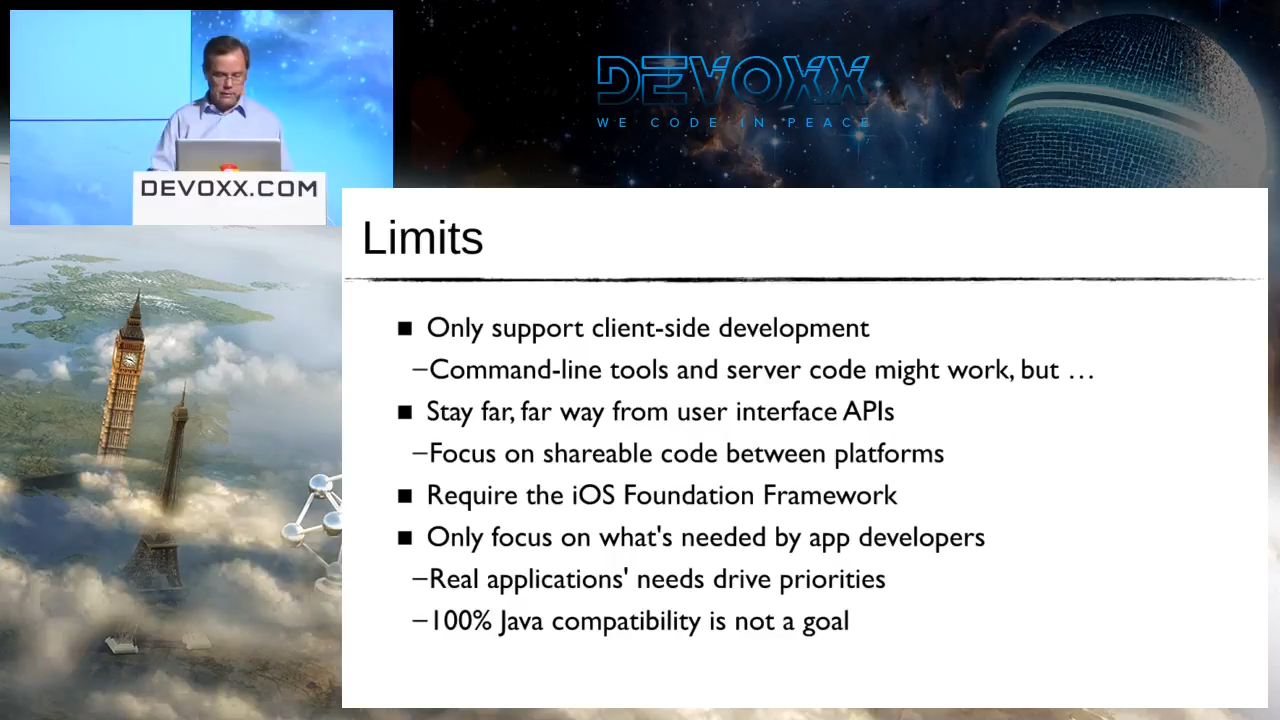 DEVOXX
WE CODE IN PEACE
DEVOXX.COM
Limits
■ Only support client-side development
–Command-line tools and server code might work, but …
■ Stay far, far way from user interface APIs
–Focus on shareable code between platforms
■ Require the iOS Foundation Framework
■ Only focus on what's needed by app developers
–Real applications' needs drive priorities
–100% Java compatibility is not a goal